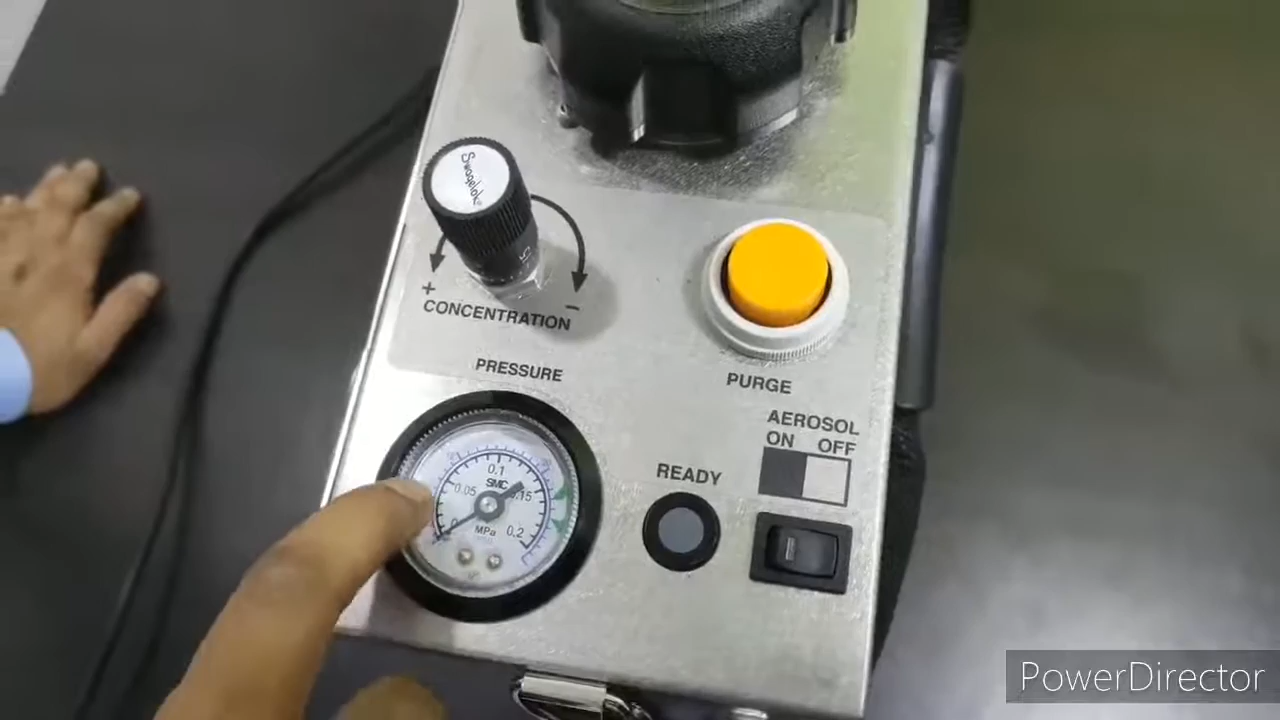 Swagelok
+
−
CONCENTRATION
PRESSURE
PURGE
AEROSOL
ON OFF
READY
0.1
SMC
0.05
0.15
0
MPa
0.2
PowerDirector